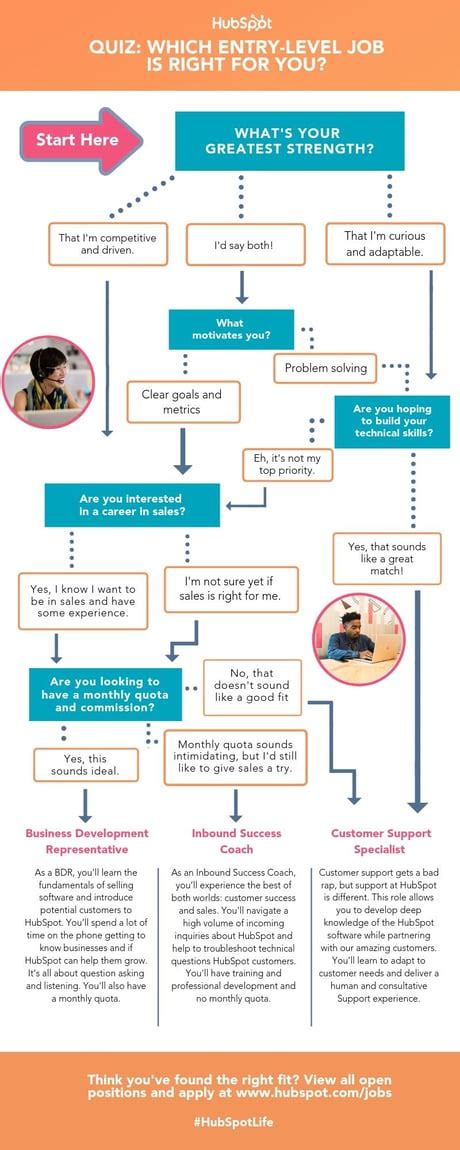 HubSpot
QUIZ: WHICH ENTRY-LEVEL JOB
IS RIGHT FOR YOU?
Start Here
WHAT'S YOUR
GREATEST STRENGTH?
That I'm competitive
and driven.
I'd say both!
That I'm curious
and adaptable.
What
motivates you?
Problem solving
Clear goals and
metrics
Are you hoping
to build your
technical skills?
Eh, it's not my
top priority.
Are you interested
in a career in sales?
Yes, that sounds
like a great
match!
Yes, I know I want to
be in sales and have
some experience.
I'm not sure yet if
sales is right for me.
Are you looking to
have a monthly quota
and commission?
No, that
doesn't sound
like a good fit
Yes, this
sounds ideal.
Monthly quota sounds
intimidating, but I'd still
like to give sales a try.
Business Development
Representative
As a BDR, you'll learn the
fundamentals of selling
software and introduce
potential customers to
HubSpot. You'll spend a lot of
time on the phone getting to
know businesses and if
HubSpot can help them grow.
It's all about question asking
and listening. You'll also have
a monthly quota.
Inbound Success
Coach
As an Inbound Success Coach,
you'll experience the best of
both worlds: customer success
and sales. You'll navigate a
high volume of incoming
inquiries about HubSpot and
help to troubleshoot technical
questions HubSpot customers.
You'll have training and
professional development and
no monthly quota.
Customer Support
Specialist
Customer support gets a bad
rap, but support at HubSpot
is different. This role allows
you to develop deep
knowledge of the HubSpot
software while partnering
with our amazing customers.
You'll learn to adapt to
customer needs and deliver a
human and consultative
Support experience.
Think you've found the right fit? View all open
positions and apply at www.hubspot.com/jobs
#HubSpotLife